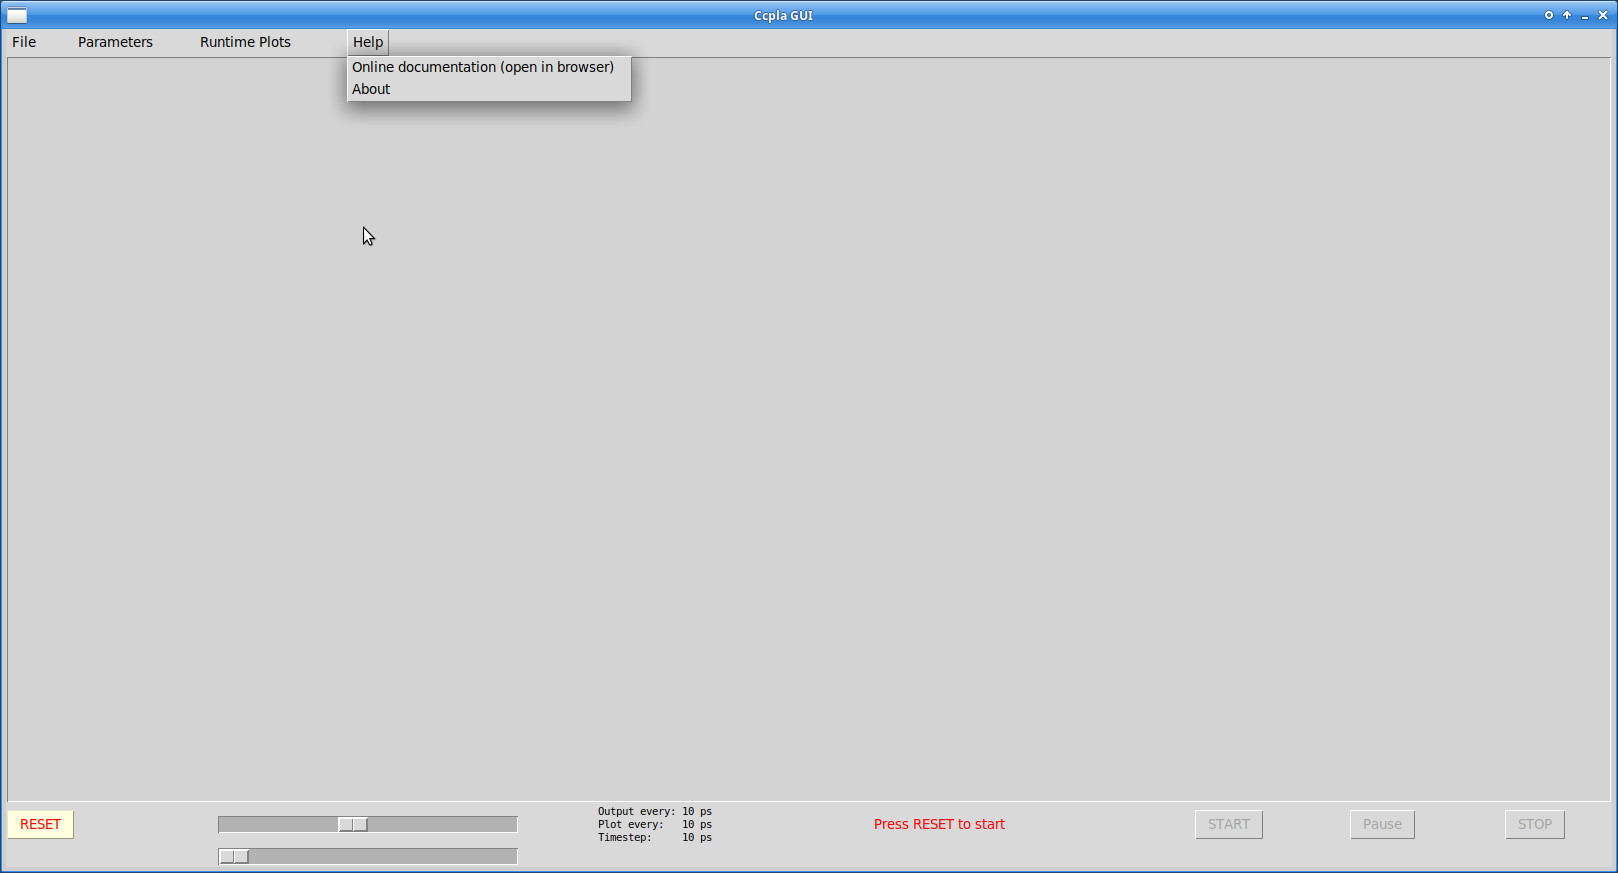 Ccpla GUI
File Parameters Runtime Plots Help
Online documentation (open in browser)
About
RESET
Output every: 10 ps
Plot every: 10 ps
Timestep: 10 ps
Press RESET to start
START
Pause
STOP